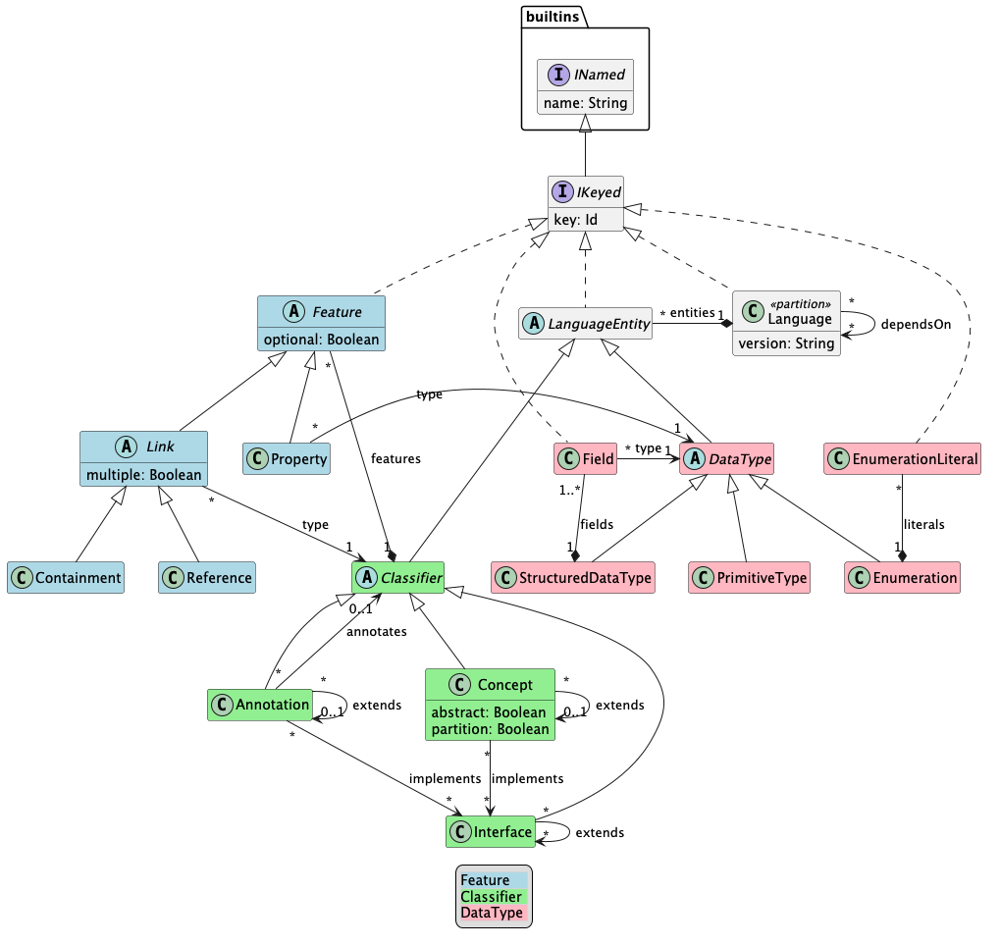 builtins
I INamed
name: String
I IKeyed
key: Id
A Feature
optional: Boolean
A LanguageEntity
* entities 1
C «partition»
Language
version: String
*
* dependsOn
*
type
* 1
A Link
multiple: Boolean
C Property
features
C Field
* type 1
A DataType
C EnumerationLiteral
*
1..*
*
type
fields
literals
1
1
1
1
C Containment
C Reference
A Classifier
C StructuredDataType
C PrimitiveType
C Enumeration
0..1
annotates
*
C Annotation
*
0..1 extends
C Concept
abstract: Boolean
partition: Boolean
*
0..1 extends
*
*
implements
implements
*
*
*
C Interface
* extends
Feature
Classifier
DataType